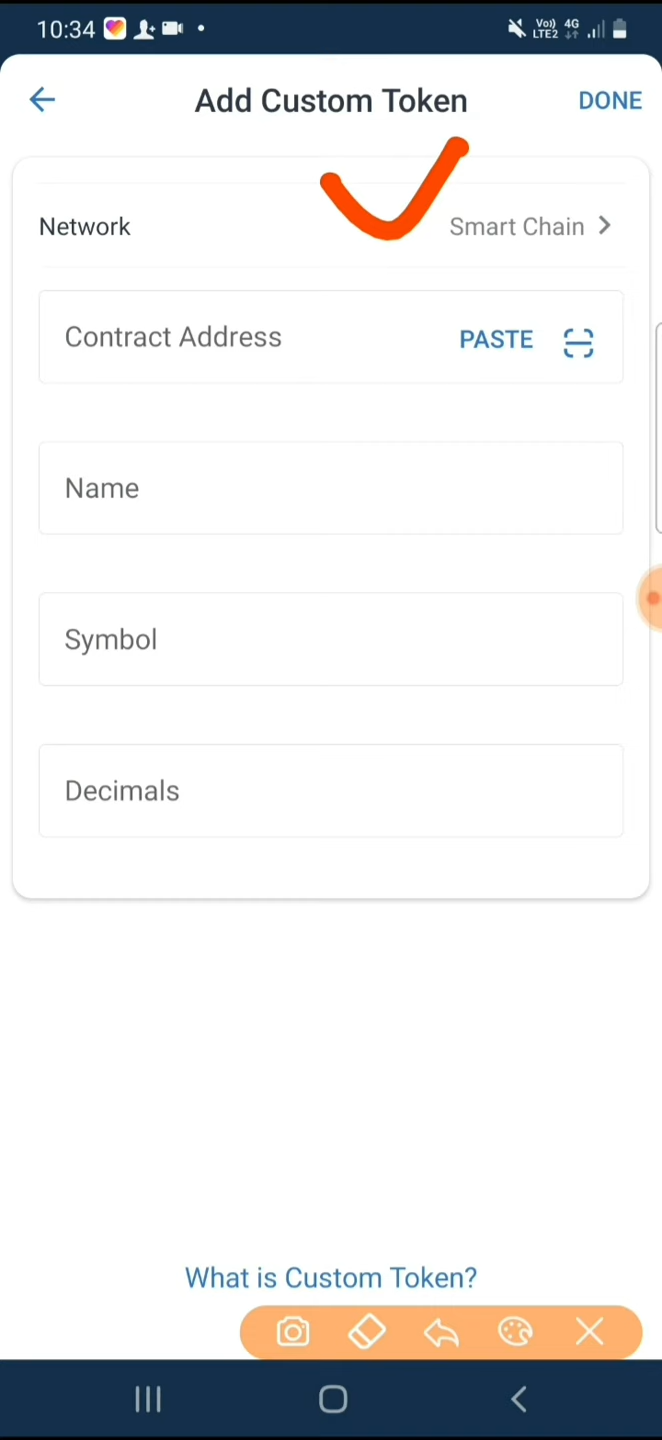 10:34
Vo)) 4G
LTE2
Add Custom Token DONE
Network Smart Chain
Contract Address PASTE
Name
Symbol
Decimals
What is Custom Token?